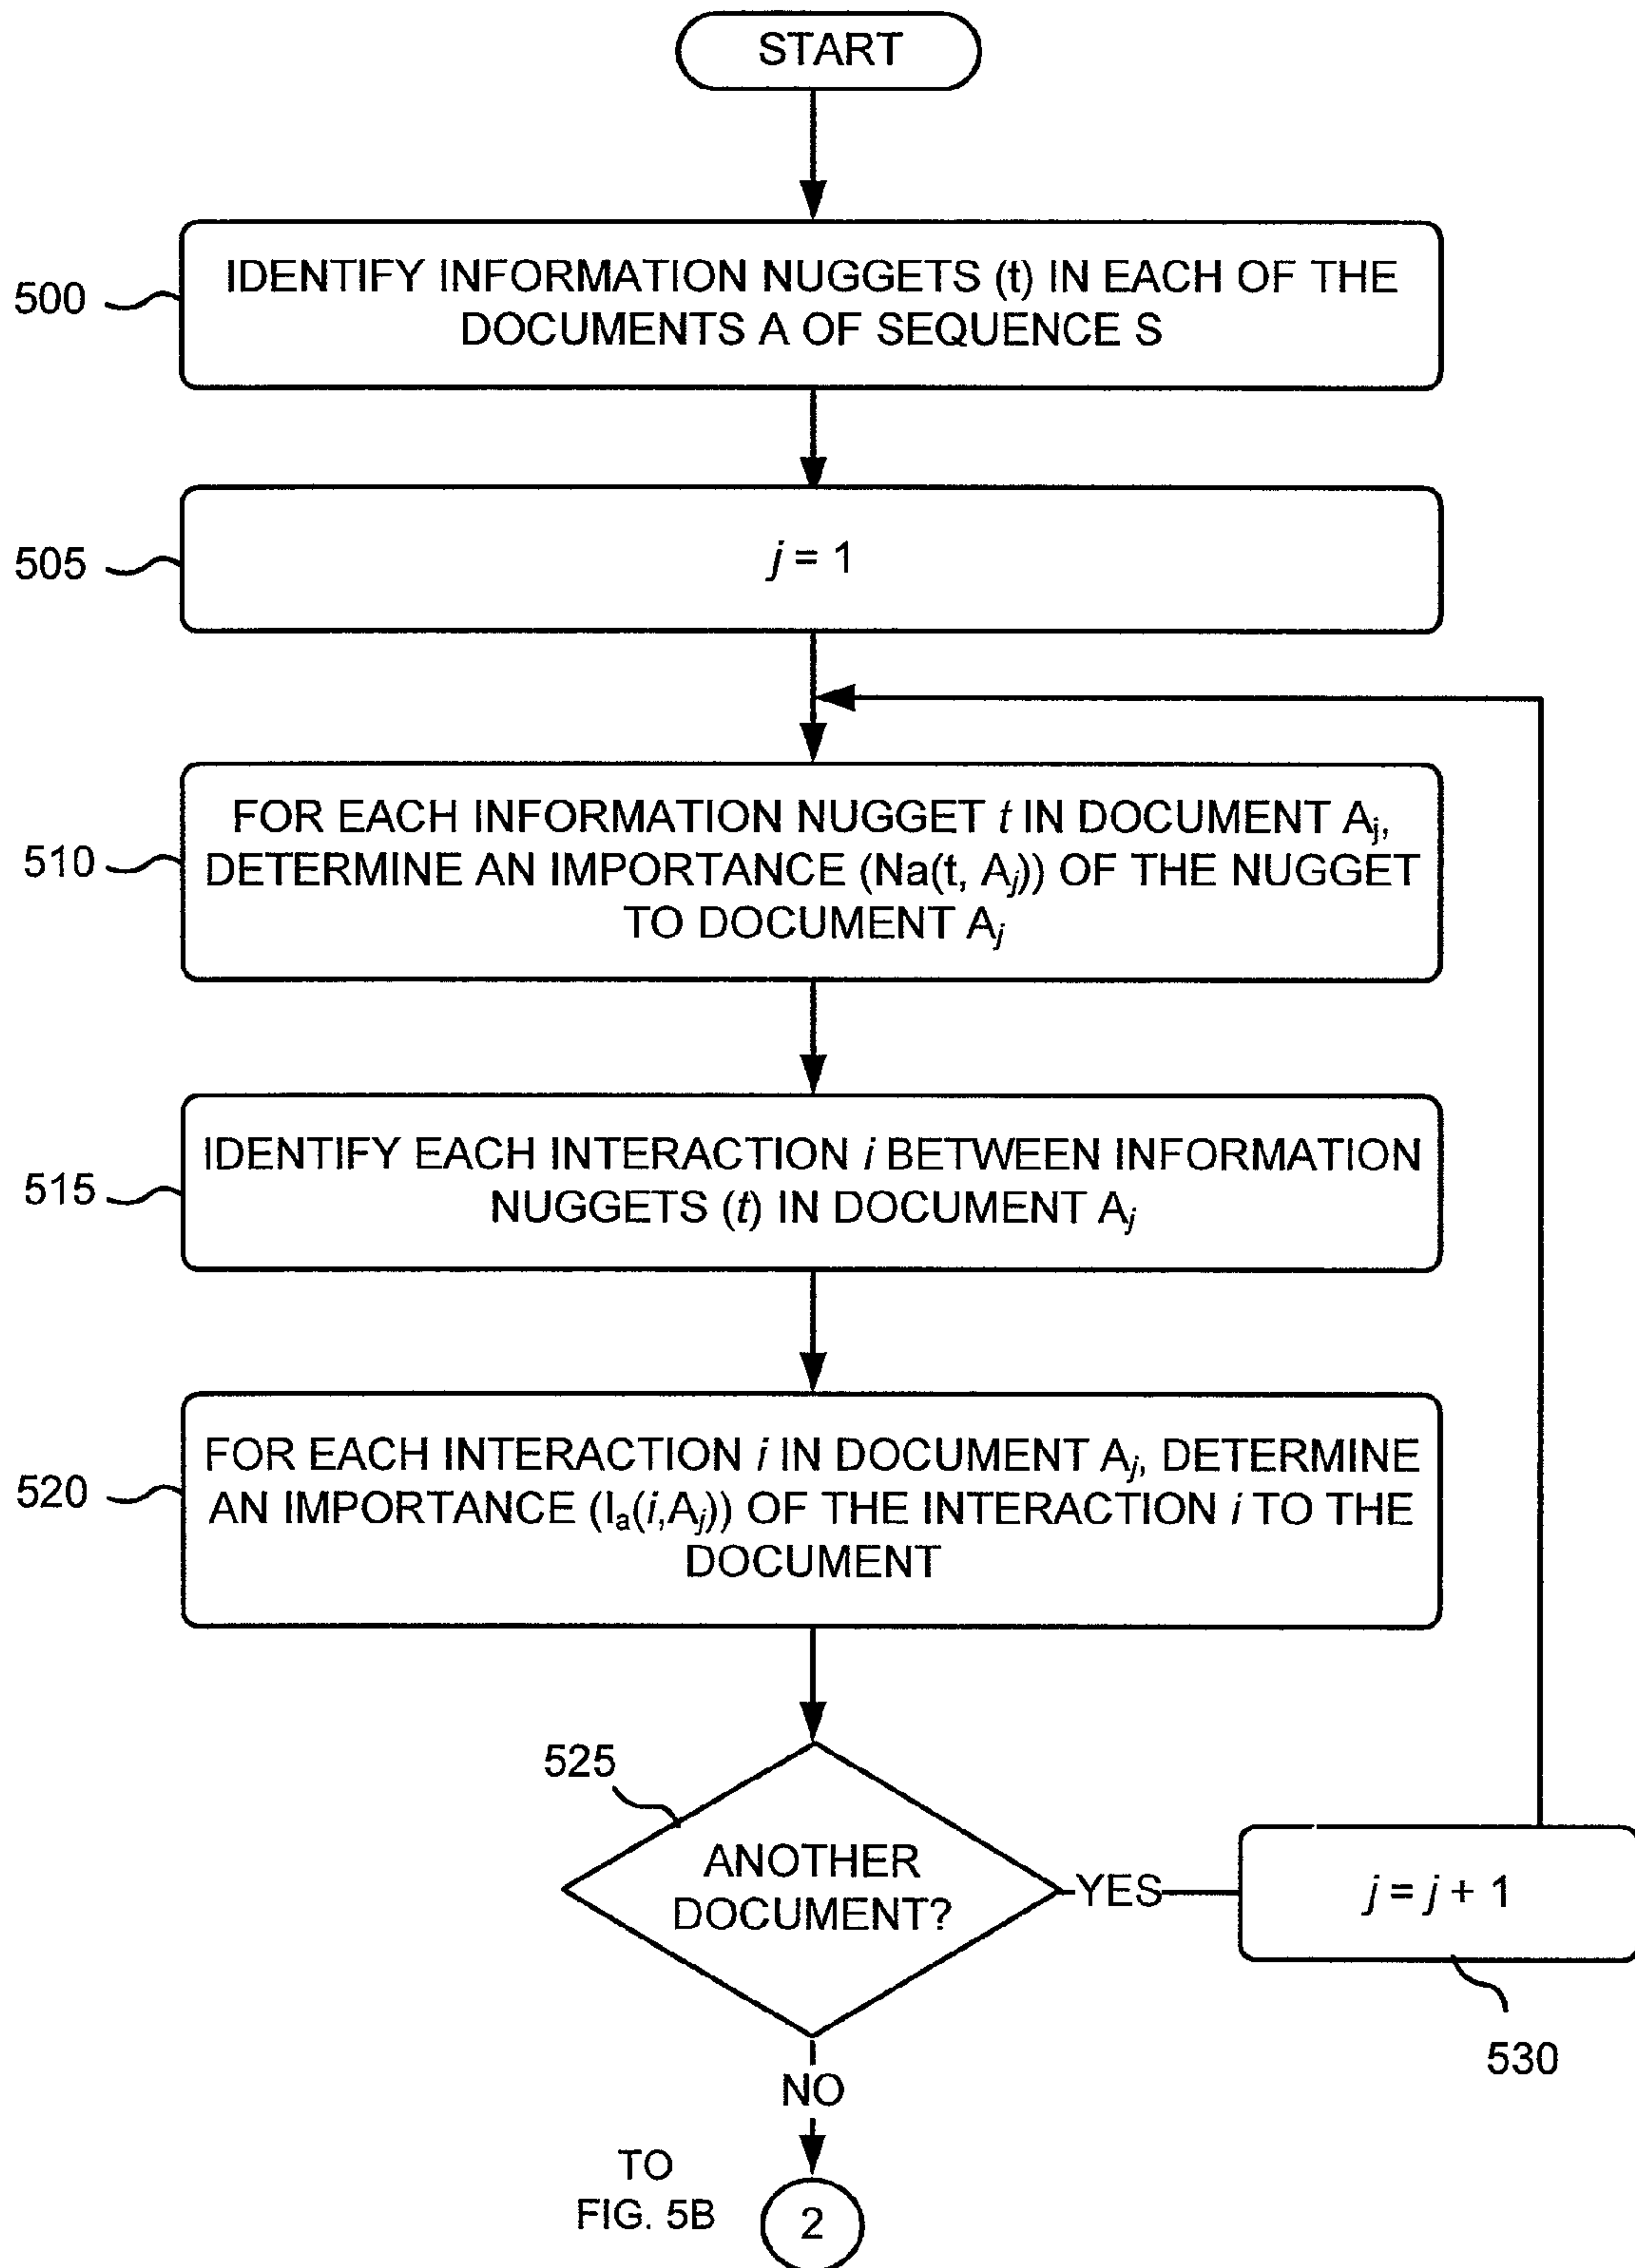 START
500
IDENTIFY INFORMATION NUGGETS (t) IN EACH OF THE
DOCUMENTS A OF SEQUENCE S
505
j = 1
510
FOR EACH INFORMATION NUGGET t IN DOCUMENT Aj,
DETERMINE AN IMPORTANCE (Na(t, Aj)) OF THE NUGGET
TO DOCUMENT Aj
515
IDENTIFY EACH INTERACTION i BETWEEN INFORMATION
NUGGETS (t) IN DOCUMENT Aj
520
FOR EACH INTERACTION i IN DOCUMENT Aj, DETERMINE
AN IMPORTANCE (Ia(i,Aj)) OF THE INTERACTION i TO THE
DOCUMENT
525
ANOTHER
DOCUMENT?
YES
j = j + 1
530
NO
TO
FIG. 5B
2